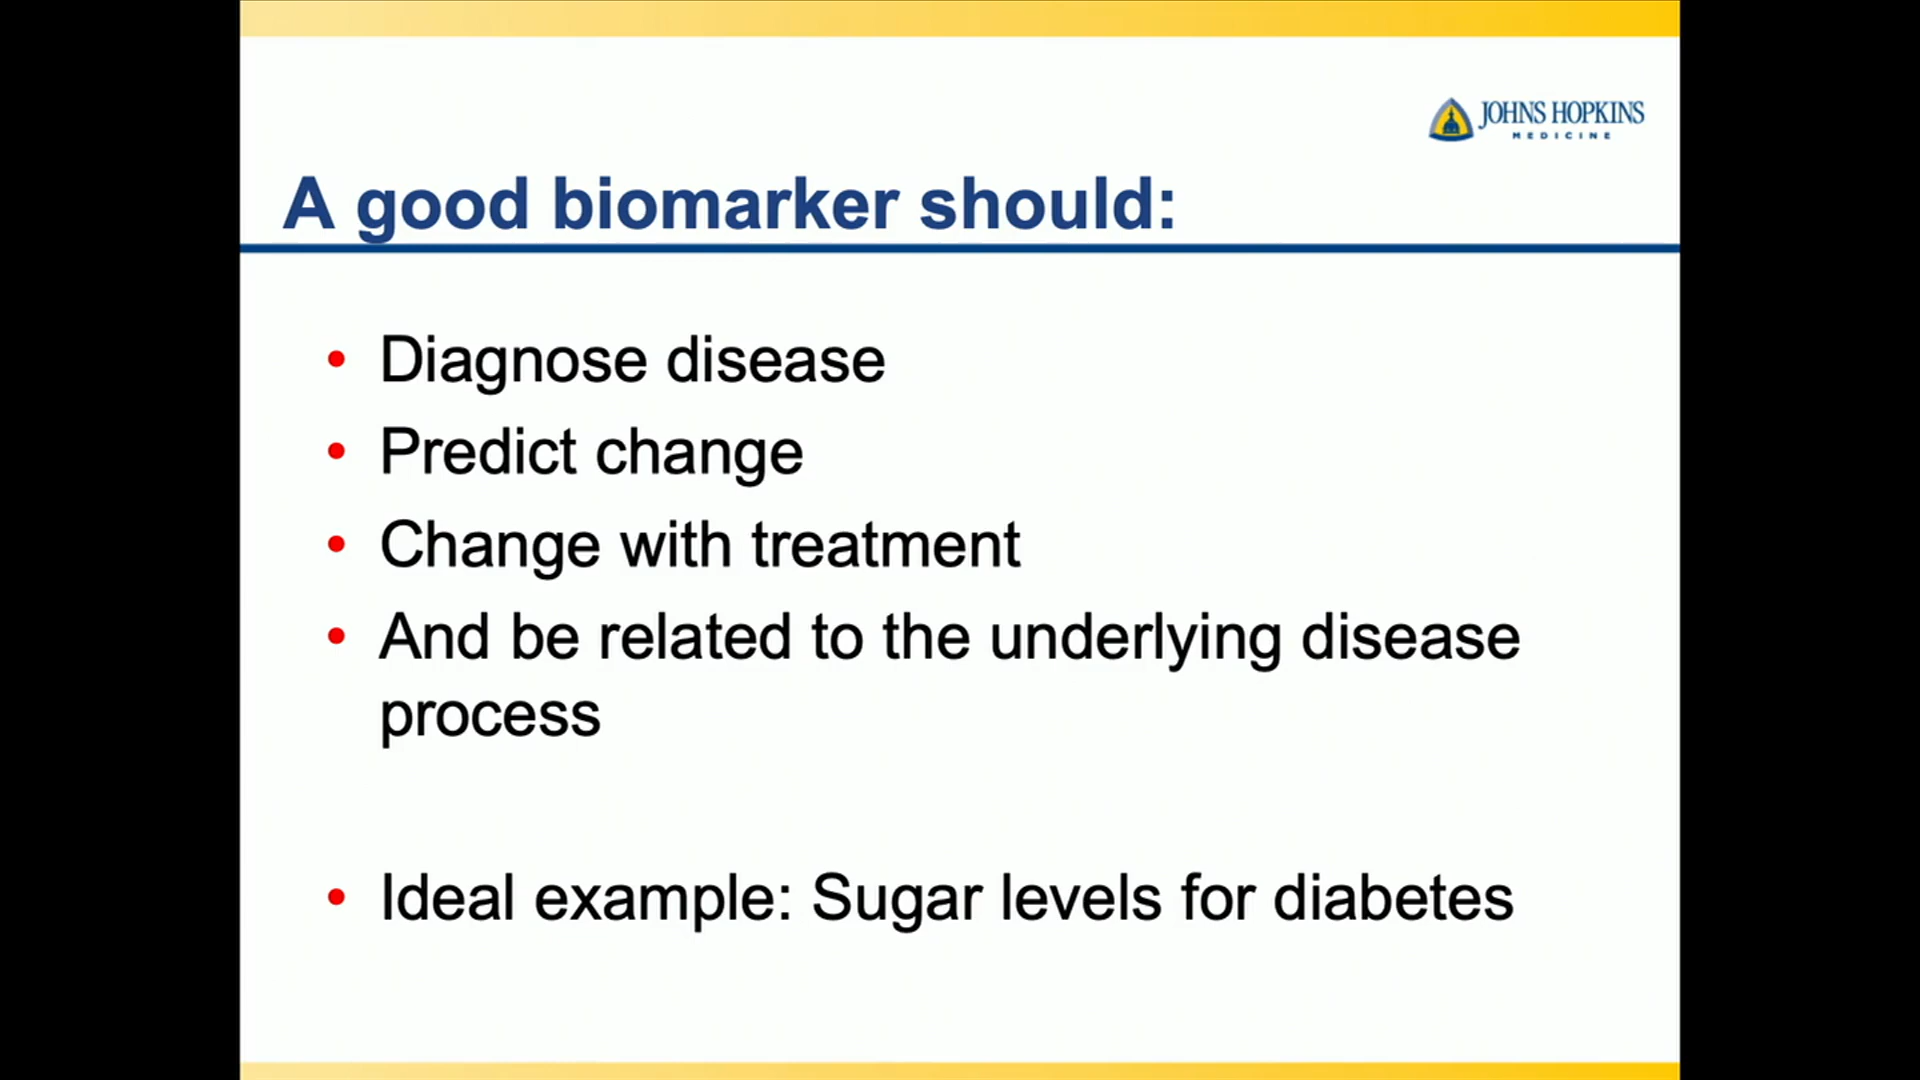 JOHNS HOPKINS
MEDICINE
A good biomarker should:
• Diagnose disease
• Predict change
• Change with treatment
• And be related to the underlying disease
process
• Ideal example: Sugar levels for diabetes